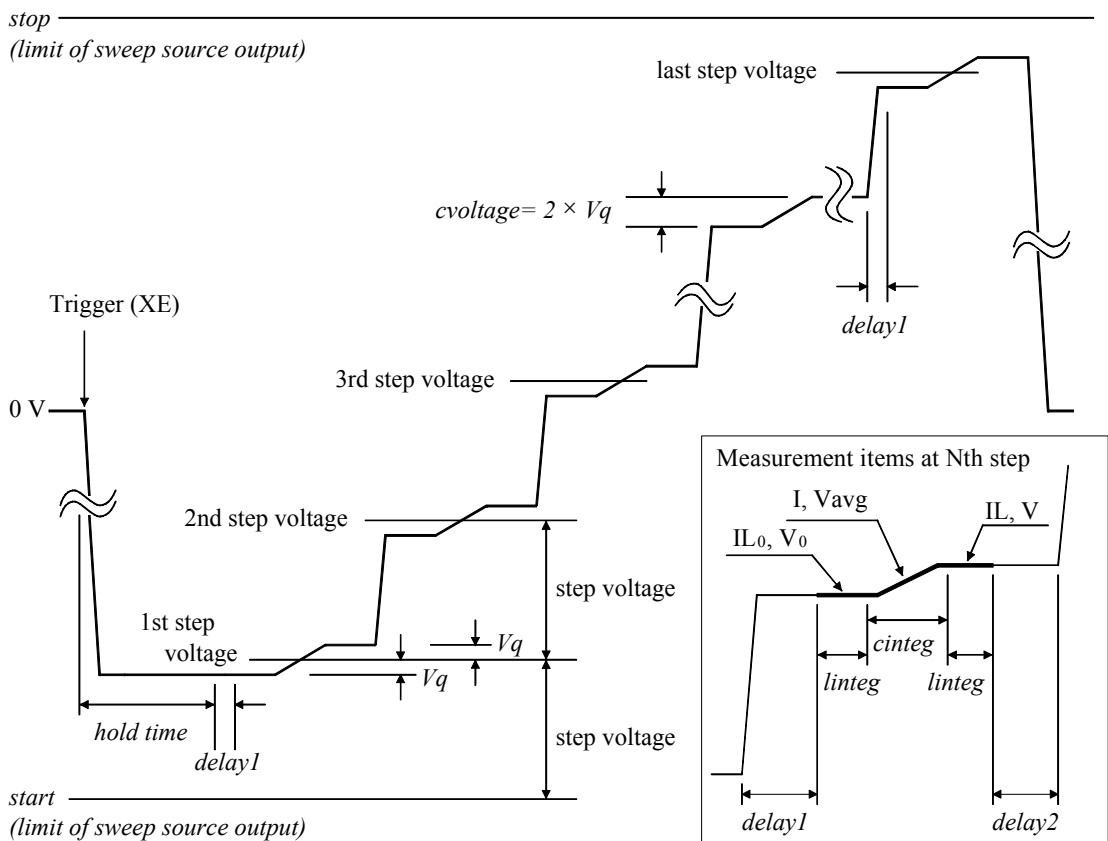 stop
(limit of sweep source output)
last step voltage
cvoltage= 2 × Vq
delay1
Trigger (XE)
3rd step voltage
0 V
2nd step voltage
step voltage
1st step
voltage
Vq
Vq
hold time
delay1
step voltage
start
(limit of sweep source output)
Measurement items at Nth step
I, Vavg
IL0, V0
IL, V
cinteg
linteg
linteg
delay1
delay2